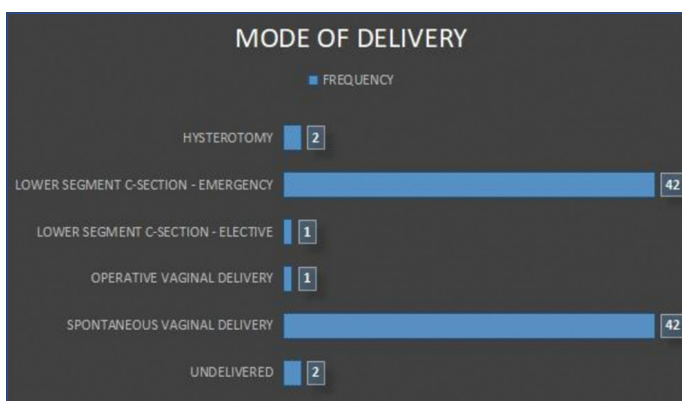 MODE OF DELIVERY
FREQUENCY
HYSTEROTOMY 2
LOWER SEGMENT C-SECTION - EMERGENCY 42
LOWER SEGMENT C-SECTION - ELECTIVE 1
OPERATIVE VAGINAL DELIVERY 1
SPONTANEOUS VAGINAL DELIVERY 42
UNDELIVERED 2